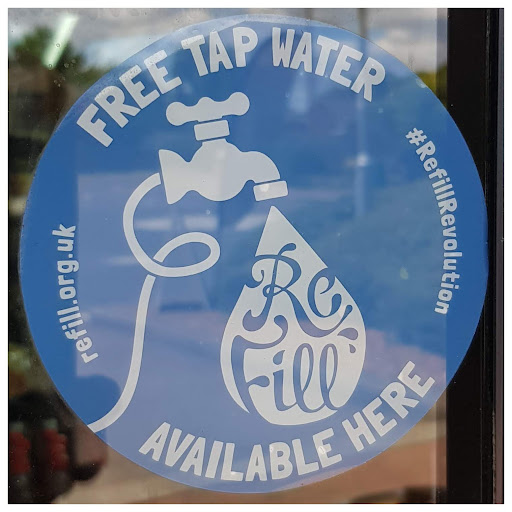 FREE TAP WATER
refill.org.uk
#RefillRevolution
Re
fill
AVAILABLE HERE